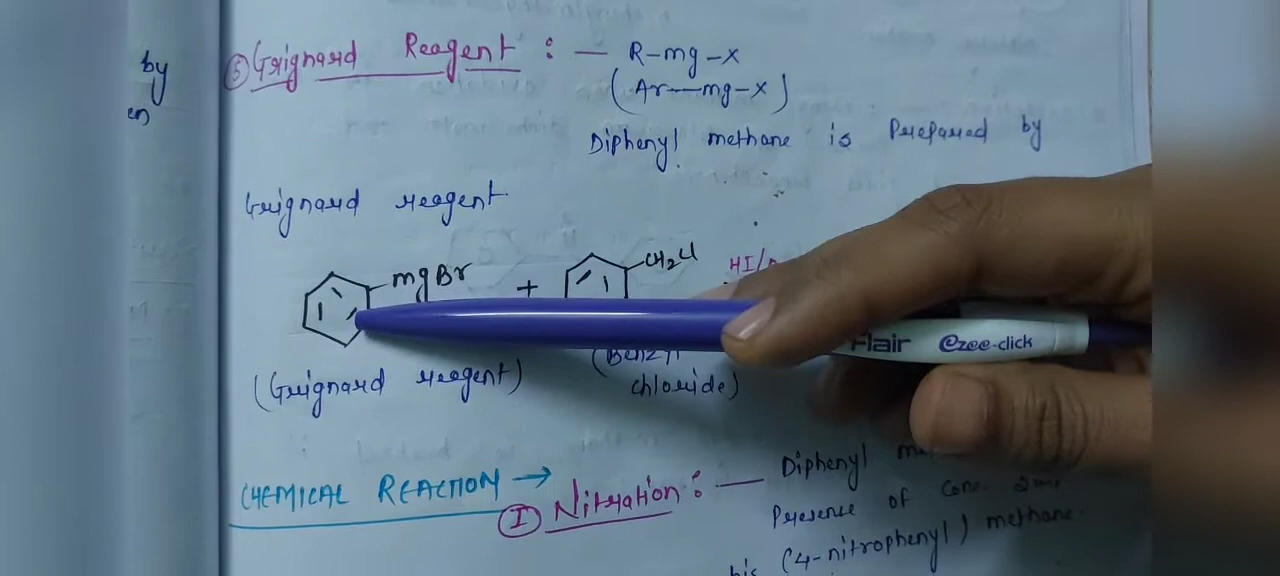 by
⑤ Grignard Reagent : — R-mg-X
(Ar—mg-X)
Diphenyl methane is Prepared by
Grignard reagent.
mgBr + CH2Cl HI/
(Grignard reagent) (Benzyl
chloride)
CHEMICAL REACTION →
Ⓘ Nitration : — Diphenyl
Presence of Conc.
bis (4-nitrophenyl) methane.
Flair ezee-click